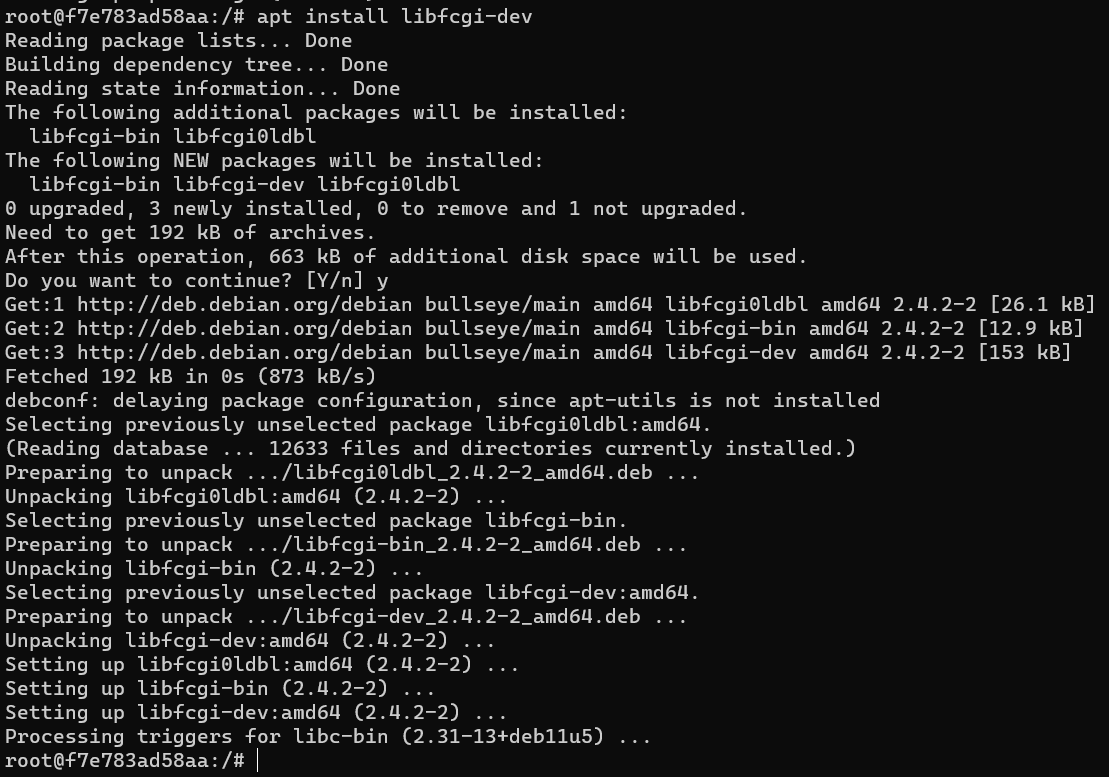 root@f7e783ad58aa:/# apt install libfcgi-dev
Reading package lists... Done
Building dependency tree... Done
Reading state information... Done
The following additional packages will be installed:
  libfcgi-bin libfcgi0ldbl
The following NEW packages will be installed:
  libfcgi-bin libfcgi-dev libfcgi0ldbl
0 upgraded, 3 newly installed, 0 to remove and 1 not upgraded.
Need to get 192 kB of archives.
After this operation, 663 kB of additional disk space will be used.
Do you want to continue? [Y/n] y
Get:1 http://deb.debian.org/debian bullseye/main amd64 libfcgi0ldbl amd64 2.4.2-2 [26.1 kB]
Get:2 http://deb.debian.org/debian bullseye/main amd64 libfcgi-bin amd64 2.4.2-2 [12.9 kB]
Get:3 http://deb.debian.org/debian bullseye/main amd64 libfcgi-dev amd64 2.4.2-2 [153 kB]
Fetched 192 kB in 0s (873 kB/s)
debconf: delaying package configuration, since apt-utils is not installed
Selecting previously unselected package libfcgi0ldbl:amd64.
(Reading database ... 12633 files and directories currently installed.)
Preparing to unpack .../libfcgi0ldbl_2.4.2-2_amd64.deb ...
Unpacking libfcgi0ldbl:amd64 (2.4.2-2) ...
Selecting previously unselected package libfcgi-bin.
Preparing to unpack .../libfcgi-bin_2.4.2-2_amd64.deb ...
Unpacking libfcgi-bin (2.4.2-2) ...
Selecting previously unselected package libfcgi-dev:amd64.
Preparing to unpack .../libfcgi-dev_2.4.2-2_amd64.deb ...
Unpacking libfcgi-dev:amd64 (2.4.2-2) ...
Setting up libfcgi0ldbl:amd64 (2.4.2-2) ...
Setting up libfcgi-bin (2.4.2-2) ...
Setting up libfcgi-dev:amd64 (2.4.2-2) ...
Processing triggers for libc-bin (2.31-13+deb11u5) ...
root@f7e783ad58aa:/#